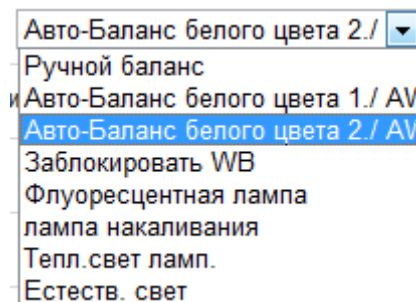 Авто-Баланс белого цвета 2./
Ручной баланс
и Авто-Баланс белого цвета 1./ AW
Авто-Баланс белого цвета 2./ AW
Заблокировать WB
Флуоресцентная лампа
лампа накаливания
Тепл.свет ламп.
Естеств. свет